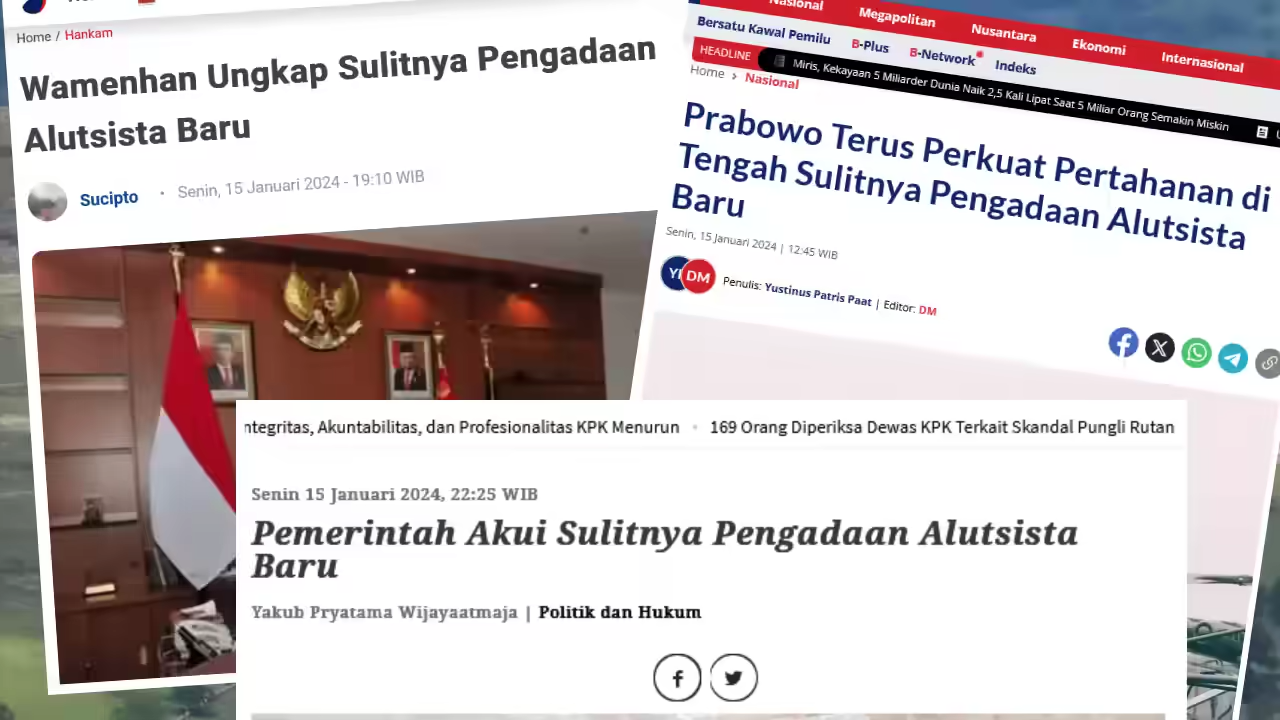 Home / Hankam
Wamenhan Ungkap Sulitnya Pengadaan
Alutsista Baru
Sucipto • Senin, 15 Januari 2024 - 19:10 WIB
Nasional Megapolitan Nusantara Ekonomi Internasional
Bersatu Kawal Pemilu B-Plus B-Network Indeks
HEADLINE Miris, Kekayaan 5 Miliarder Dunia Naik 2,5 Kali Lipat Saat 5 Miliar Orang Semakin Miskin
Home > Nasional
Prabowo Terus Perkuat Pertahanan di
Tengah Sulitnya Pengadaan Alutsista
Baru
Senin, 15 Januari 2024 | 12:45 WIB
DM
Penulis: Yustinus Patris Paat | Editor: DM
ntegritas, Akuntabilitas, dan Profesionalitas KPK Menurun • 169 Orang Diperiksa Dewas KPK Terkait Skandal Pungli Rutan
Senin 15 Januari 2024, 22:25 WIB
Pemerintah Akui Sulitnya Pengadaan Alutsista
Baru
Yakub Pryatama Wijayaatmaja | Politik dan Hukum